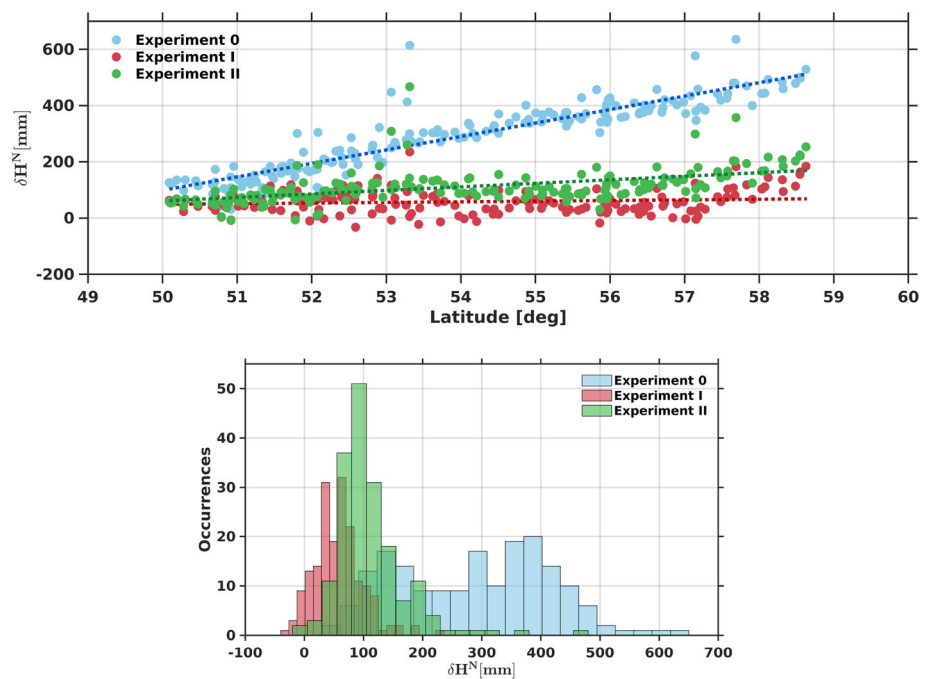 Experiment 0
Experiment I
Experiment II
600
400
200
0
-200
δHᴺ[mm]
49 50 51 52 53 54 55 56 57 58 59 60
Latitude [deg]
Experiment 0
Experiment I
Experiment II
50
40
30
20
10
0
Occurrences
-100 0 100 200 300 400 500 600 700
δHᴺ[mm]